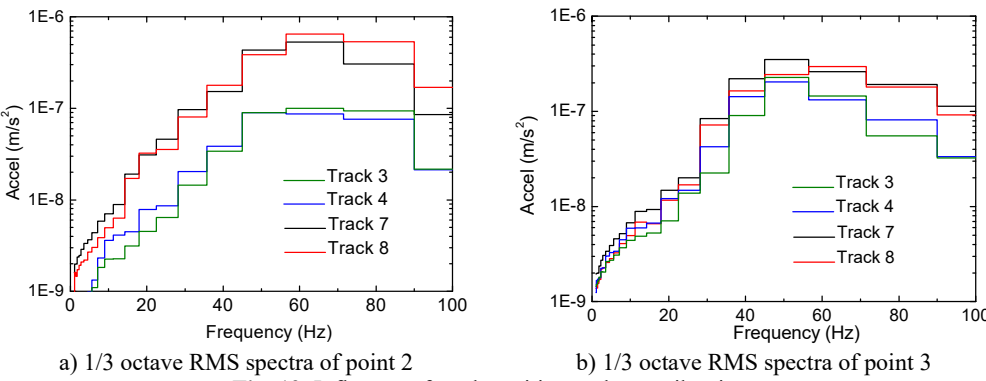 1E-6
1E-7
1E-8
1E-9
Accel (m/s²)
Track 3
Track 4
Track 7
Track 8
0 20 40 60 80 100
Frequency (Hz)
a) 1/3 octave RMS spectra of point 2
1E-6
1E-7
1E-8
1E-9
Accel (m/s²)
Track 3
Track 4
Track 7
Track 8
0 20 40 60 80 100
Frequency (Hz)
b) 1/3 octave RMS spectra of point 3